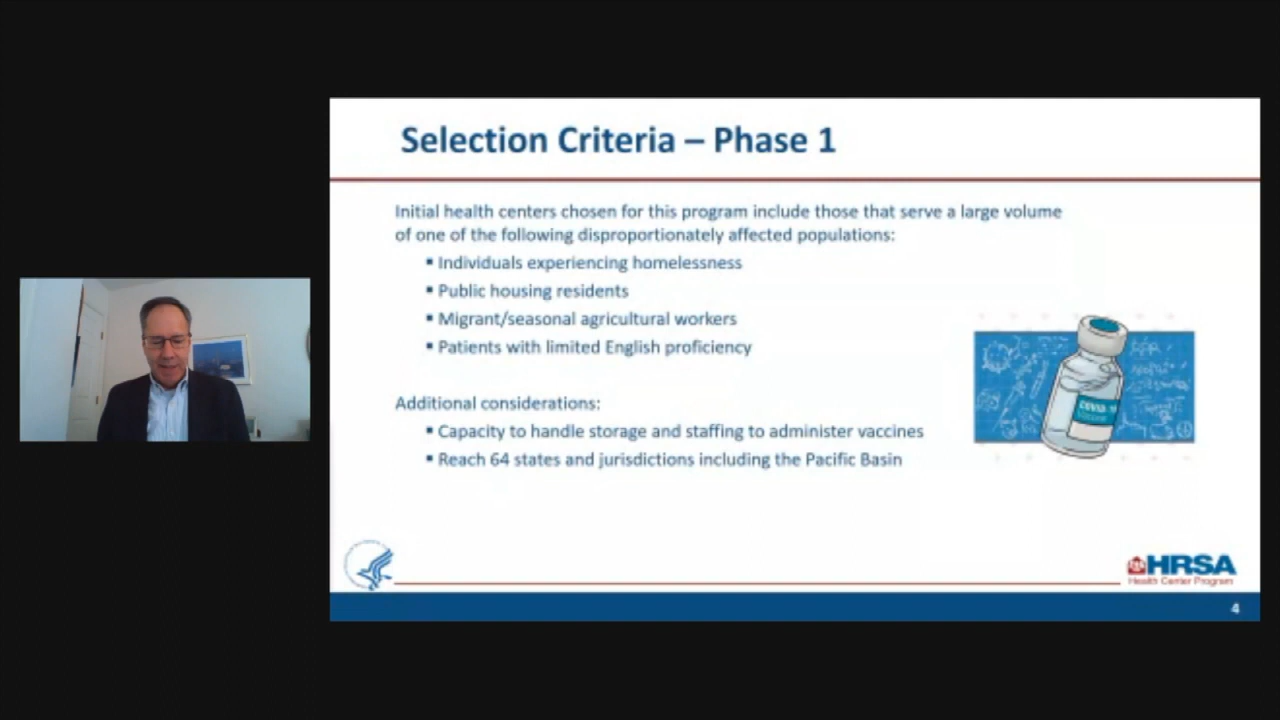 Selection Criteria – Phase 1
Initial health centers chosen for this program include those that serve a large volume
of one of the following disproportionately affected populations:
▪ Individuals experiencing homelessness
▪ Public housing residents
▪ Migrant/seasonal agricultural workers
▪ Patients with limited English proficiency
Additional considerations:
▪ Capacity to handle storage and staffing to administer vaccines
▪ Reach 64 states and jurisdictions including the Pacific Basin
COVID-19
Vaccine
HRSA
Health Center Program
4